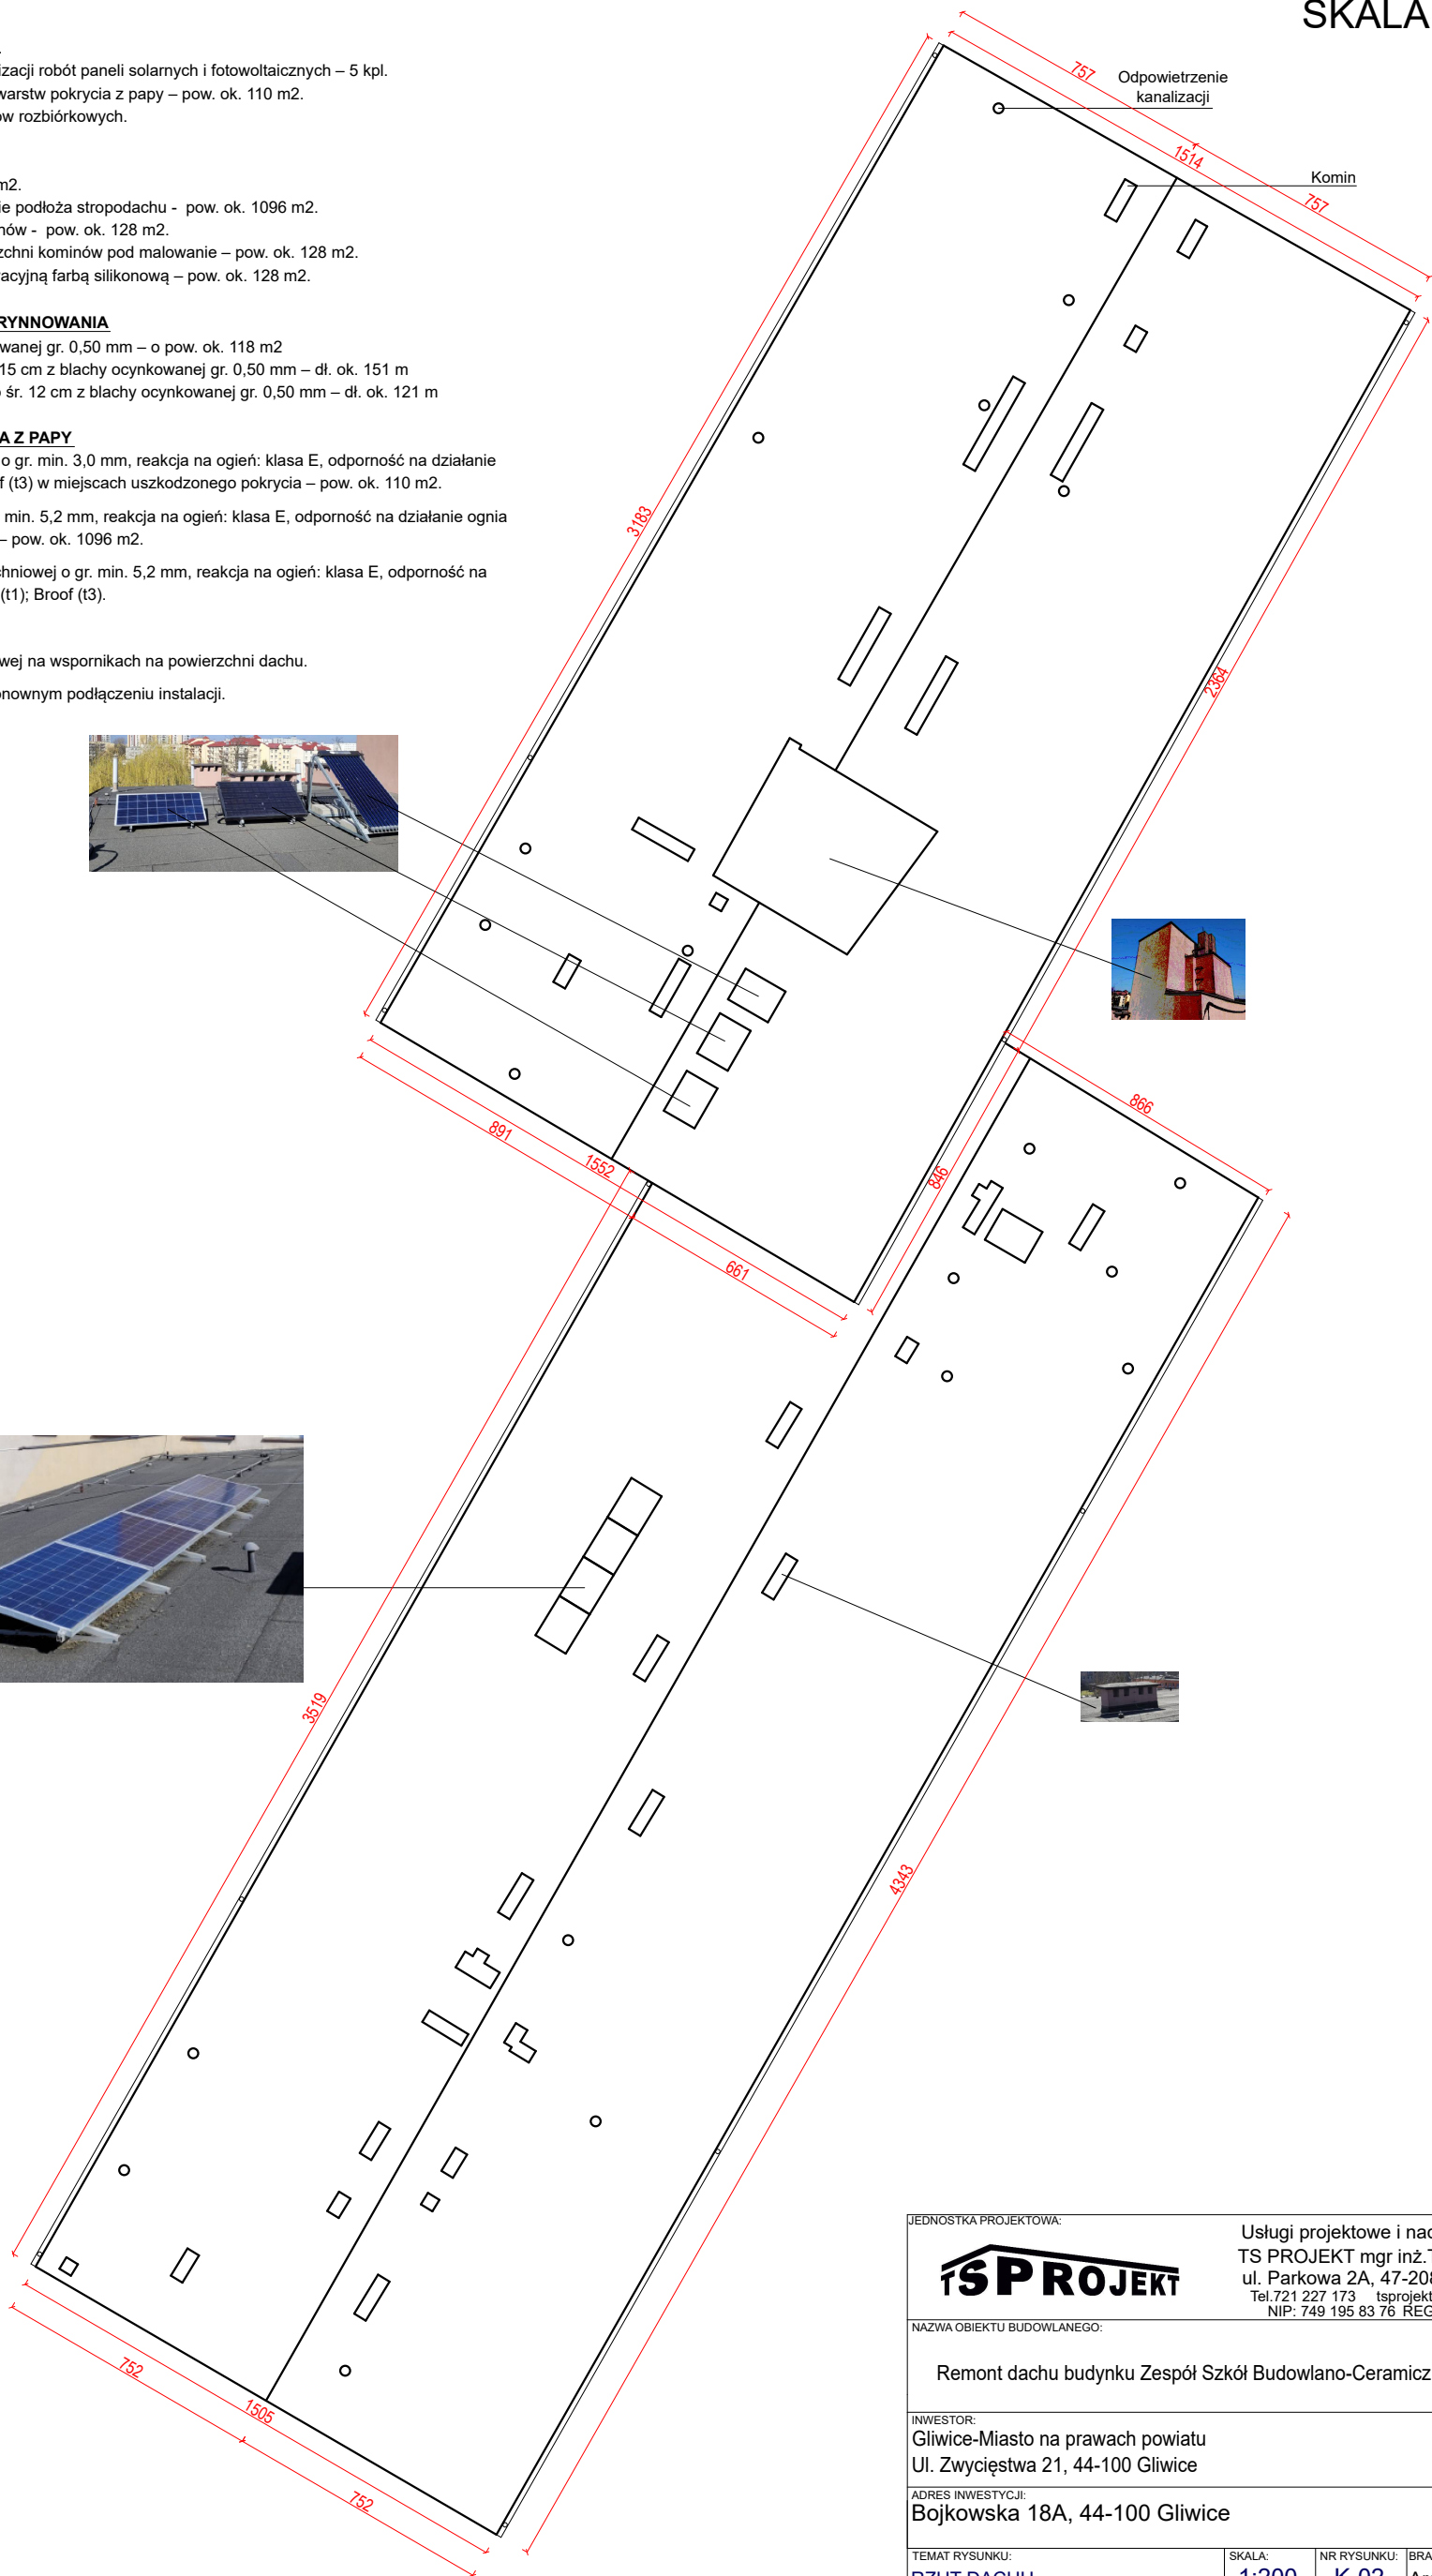 SKALA
izacji robót paneli solarnych i fotowoltaicznych – 5 kpl.
warstw pokrycia z papy – pow. ok. 110 m2.
ów rozbiórkowych.
m2.
ie podłoża stropodachu - pow. ok. 1096 m2.
nów - pow. ok. 128 m2.
zchni kominów pod malowanie – pow. ok. 128 m2.
acyjną farbą silikonową – pow. ok. 128 m2.
RYNNOWANIA
wanej gr. 0,50 mm – o pow. ok. 118 m2
15 cm z blachy ocynkowanej gr. 0,50 mm – dł. ok. 151 m
o śr. 12 cm z blachy ocynkowanej gr. 0,50 mm – dł. ok. 121 m
A Z PAPY
o gr. min. 3,0 mm, reakcja na ogień: klasa E, odporność na działanie
f (t3) w miejscach uszkodzonego pokrycia – pow. ok. 110 m2.
min. 5,2 mm, reakcja na ogień: klasa E, odporność na działanie ognia
– pow. ok. 1096 m2.
chniowej o gr. min. 5,2 mm, reakcja na ogień: klasa E, odporność na
(t1); Broof (t3).
wej na wspornikach na powierzchni dachu.
onownym podłączeniu instalacji.
757
Odpowietrzenie
kanalizacji
1514
Komin
757
3183
2364
866
891
1552
846
661
3519
4343
752
1505
752
JEDNOSTKA PROJEKTOWA:
TSPROJEKT
Usługi projektowe i nad
TS PROJEKT mgr inż.T
ul. Parkowa 2A, 47-208
Tel.721 227 173 tsprojekt
NIP: 749 195 83 76 REG
NAZWA OBIEKTU BUDOWLANEGO:
Remont dachu budynku Zespół Szkół Budowlano-Ceramicz
INWESTOR:
Gliwice-Miasto na prawach powiatu
Ul. Zwycięstwa 21, 44-100 Gliwice
ADRES INWESTYCJI:
Bojkowska 18A, 44-100 Gliwice
TEMAT RYSUNKU:
SKALA:
NR RYSUNKU:
BRA
RZUT DACHU
1:200
K-02